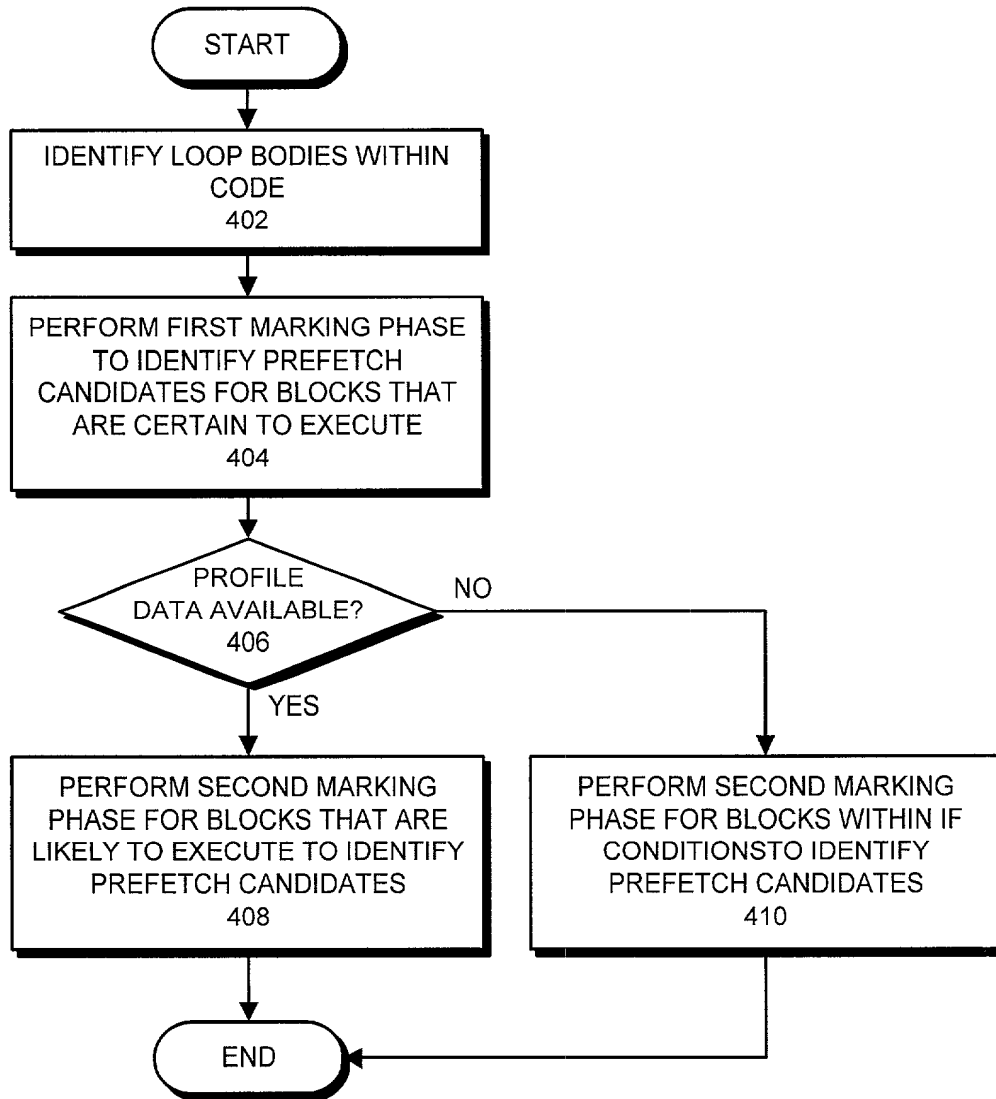 START
IDENTIFY LOOP BODIES WITHIN
CODE
402
PERFORM FIRST MARKING PHASE
TO IDENTIFY PREFETCH
CANDIDATES FOR BLOCKS THAT
ARE CERTAIN TO EXECUTE
404
PROFILE
DATA AVAILABLE?
406
NO
YES
PERFORM SECOND MARKING
PHASE FOR BLOCKS THAT ARE
LIKELY TO EXECUTE TO IDENTIFY
PREFETCH CANDIDATES
408
PERFORM SECOND MARKING
PHASE FOR BLOCKS WITHIN IF
CONDITIONSTO IDENTIFY
PREFETCH CANDIDATES
410
END